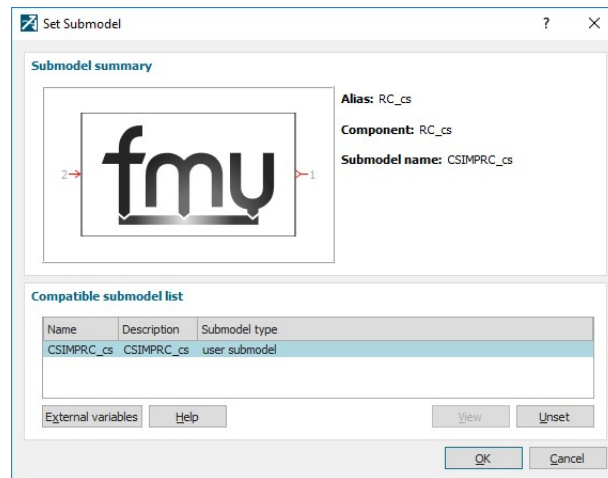 Set Submodel
?
Submodel summary
2
fmu
1
Alias: RC_cs
Component: RC_cs
Submodel name: CSIMPRC_cs
Compatible submodel list
Name Description Submodel type
CSIMPRC_cs CSIMPRC_cs user submodel
External variables Help View Unset
OK Cancel